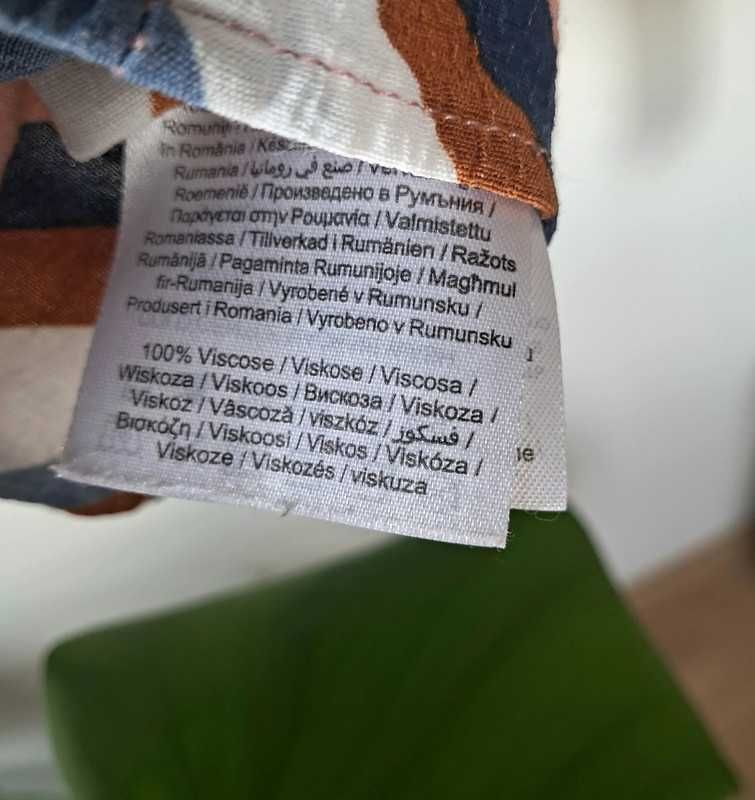 în România /
Rumania / صنع في رومانيا /
Roemenië / Произведено в Румъния /
Παράγεται στην Ρουμανία / Valmistettu
Romaniassa / Tillverkad i Rumänien / Ražots
Rumānijā / Pagaminta Rumunijoje / Magħmul
fir-Rumanija / Vyrobené v Rumunsku /
Produsert i Romania / Vyrobeno v Rumunsku
100% Viscose / Viskose / Viscosa /
Wiskoza / Viskoos / Вискоза / Viskoza /
Viskoz / Vâscoză / viszkóz / فسكوز /
Βισκόζη / Viskoosi / Viskos / Viskóza /
Viskoze / Viskozės / viskuza